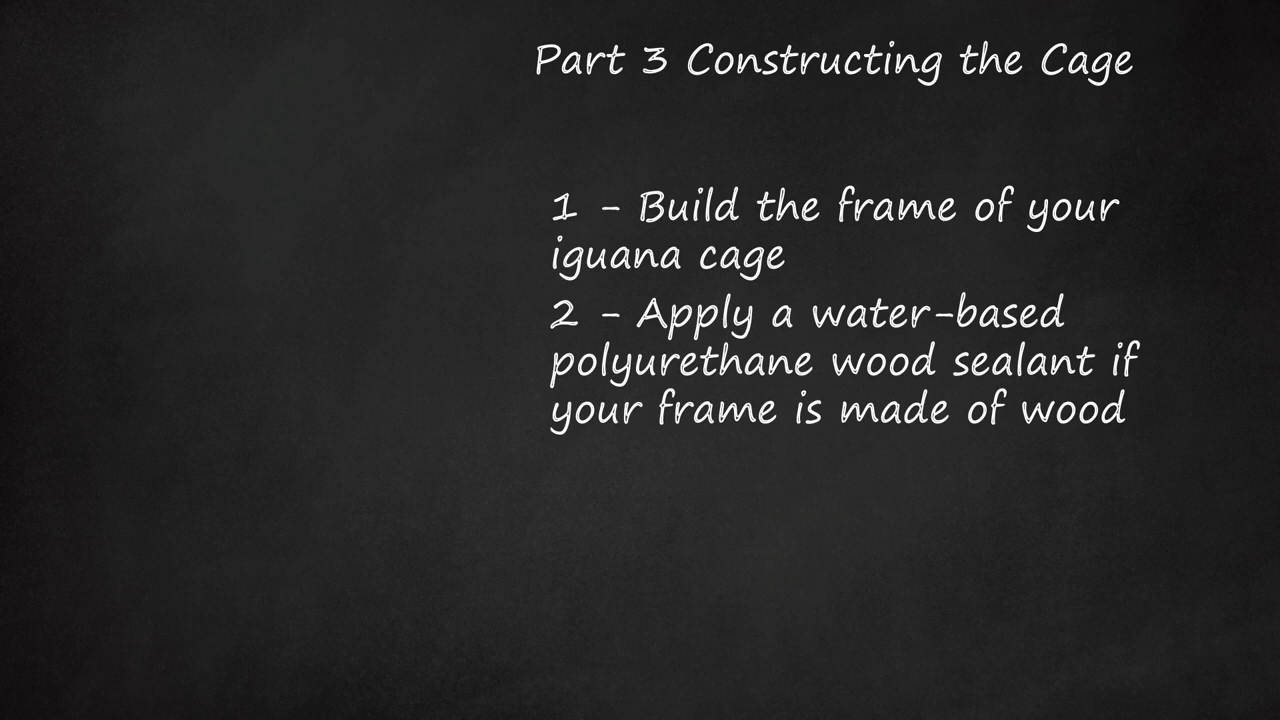 Part 3 Constructing the Cage
1 - Build the frame of your
iguana cage
2 - Apply a water-based
polyurethane wood sealant if
your frame is made of wood